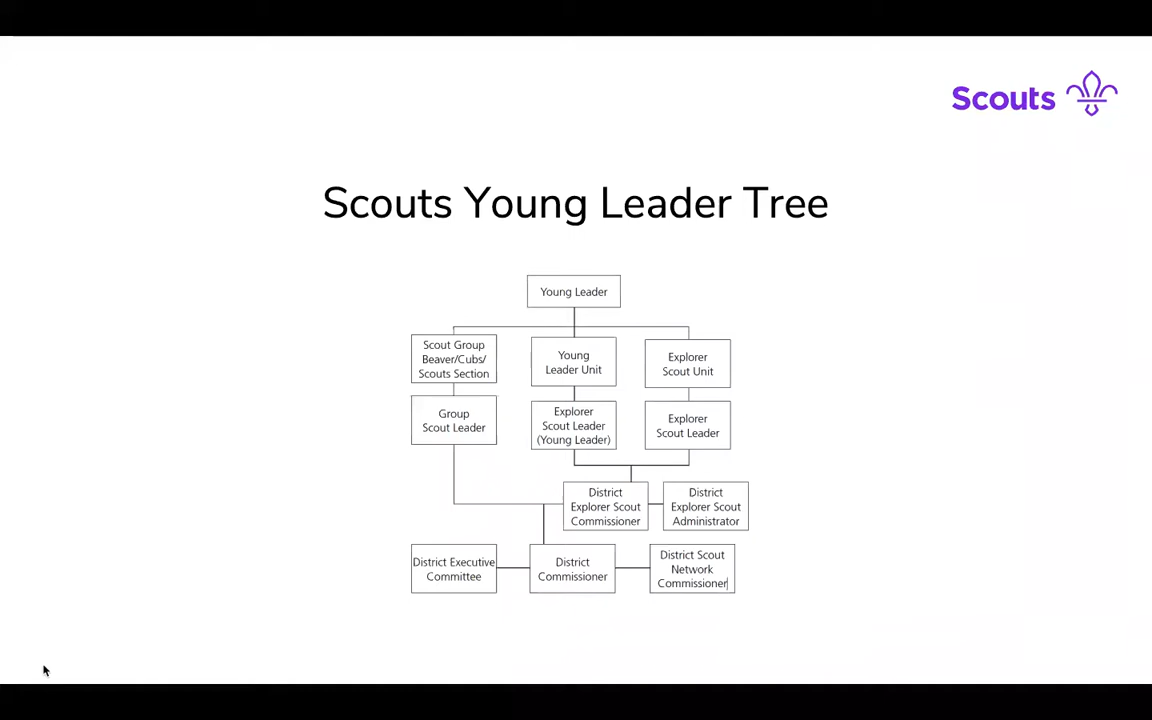 Scouts
Scouts Young Leader Tree
Young Leader
Scout Group
Beaver/Cubs/
Scouts Section
Young
Leader Unit
Explorer
Scout Unit
Group
Scout Leader
Explorer
Scout Leader
(Young Leader)
Explorer
Scout Leader
District
Explorer Scout
Commissioner
District
Explorer Scout
Administrator
District Executive
Committee
District
Commissioner
District Scout
Network
Commissioner